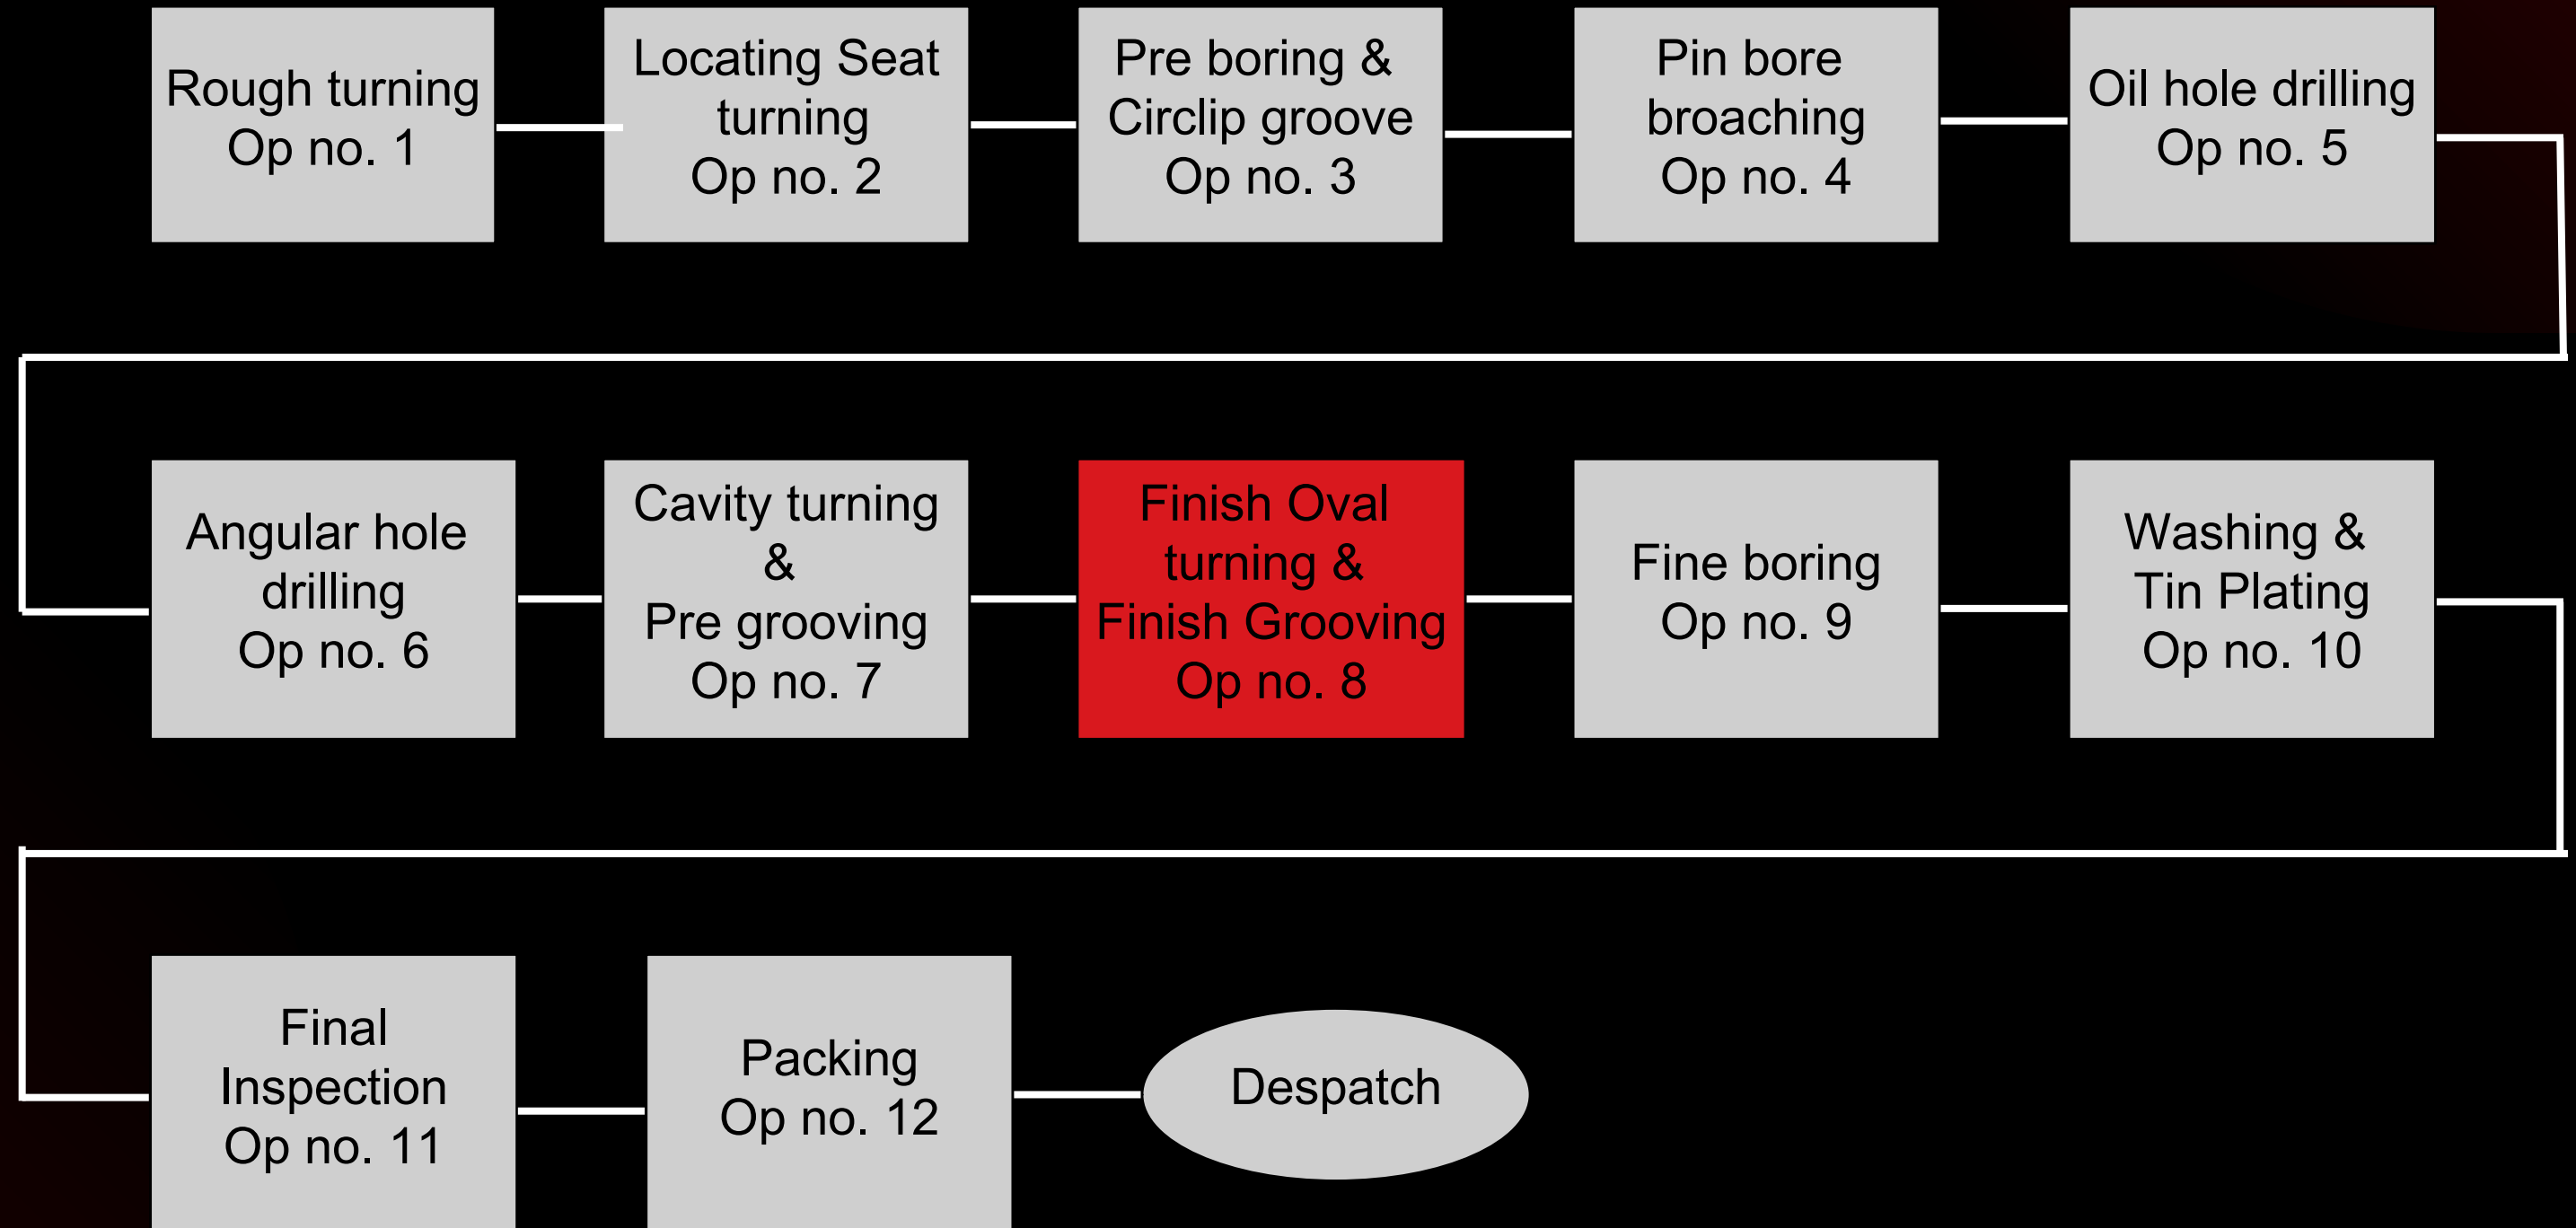 Rough turning
Op no. 1
Locating Seat
turning
Op no. 2
Pre boring &
Circlip groove
Op no. 3
Pin bore
broaching
Op no. 4
Oil hole drilling
Op no. 5
Angular hole
drilling
Op no. 6
Cavity turning
&
Pre grooving
Op no. 7
Finish Oval
turning &
Finish Grooving
Op no. 8
Fine boring
Op no. 9
Washing &
Tin Plating
Op no. 10
Final
Inspection
Op no. 11
Packing
Op no. 12
Despatch